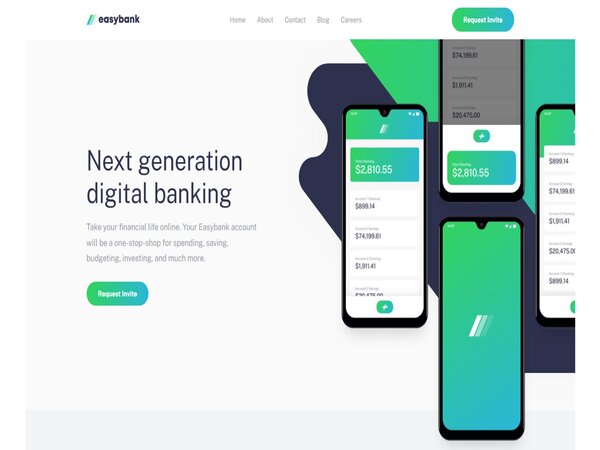 easybank
Home About Contact Blog Careers
Request Invite
Next generation
digital banking
Take your financial life online. Your Easybank account
will be a one-stop-shop for spending, saving,
budgeting, investing, and much more.
Request Invite
Total Checking
$2,810.55
$899.14
$74,199.61
$1,911.41
$20,475.00
$74,199.61
$1,911.41
$20,475.00
$2,810.55
$899.14
$74,199.61
$1,911.41